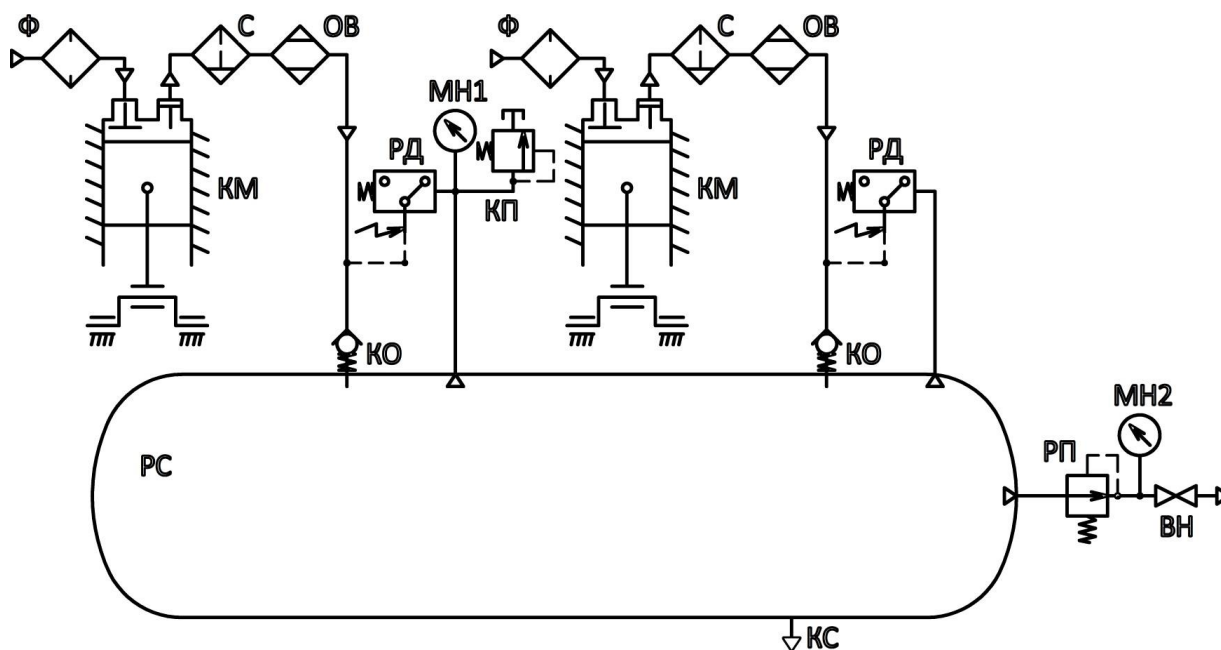 Ф С ОВ Ф С ОВ
МН1
РД РД
КМ КП КМ
КО КО
МН2
РС РП
ВН
КС